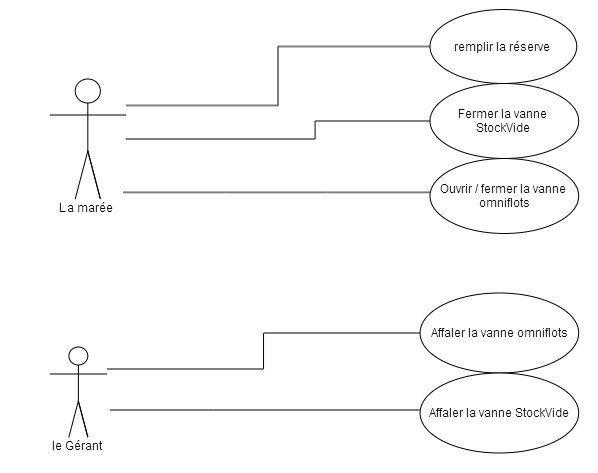 remplir la réserve
Fermer la vanne
StockVide
Ouvrir / fermer la vanne
omniflots
La marée
Affaler la vanne omniflots
Affaler la vanne StockVide
le Gérant